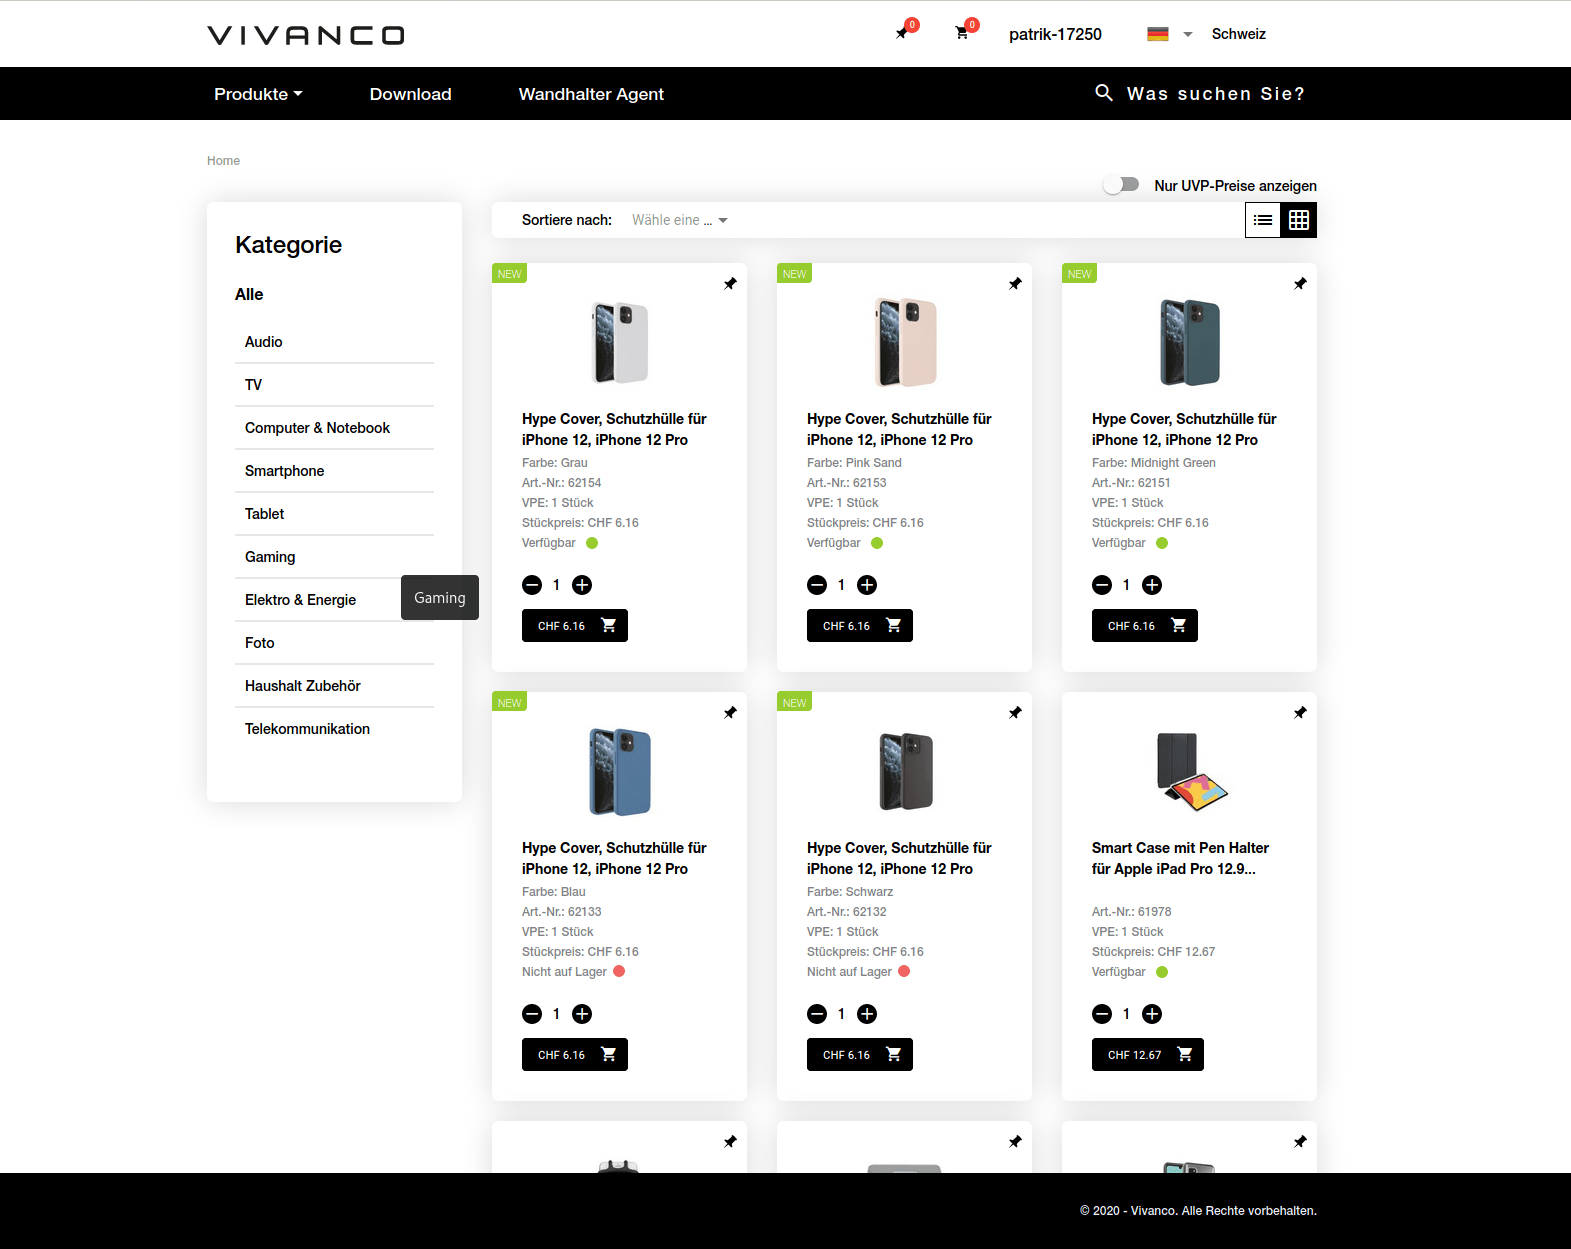 VIVANCO
0
0
patrik-17250
Schweiz
Produkte
Download
Wandhalter Agent
Was suchen Sie?
Home
Nur UVP-Preise anzeigen
Kategorie
Alle
Audio
TV
Computer & Notebook
Smartphone
Tablet
Gaming
Elektro & Energie
Gaming
Foto
Haushalt Zubehör
Telekommunikation
Sortiere nach:
Wähle eine ...
NEW
Hype Cover, Schutzhülle für
iPhone 12, iPhone 12 Pro
Farbe: Grau
Art.-Nr.: 62154
VPE: 1 Stück
Stückpreis: CHF 6.16
Verfügbar
1
CHF 6.16
NEW
Hype Cover, Schutzhülle für
iPhone 12, iPhone 12 Pro
Farbe: Pink Sand
Art.-Nr.: 62153
VPE: 1 Stück
Stückpreis: CHF 6.16
Verfügbar
1
CHF 6.16
NEW
Hype Cover, Schutzhülle für
iPhone 12, iPhone 12 Pro
Farbe: Midnight Green
Art.-Nr.: 62151
VPE: 1 Stück
Stückpreis: CHF 6.16
Verfügbar
1
CHF 6.16
NEW
Hype Cover, Schutzhülle für
iPhone 12, iPhone 12 Pro
Farbe: Blau
Art.-Nr.: 62133
VPE: 1 Stück
Stückpreis: CHF 6.16
Nicht auf Lager
1
CHF 6.16
NEW
Hype Cover, Schutzhülle für
iPhone 12, iPhone 12 Pro
Farbe: Schwarz
Art.-Nr.: 62132
VPE: 1 Stück
Stückpreis: CHF 6.16
Nicht auf Lager
1
CHF 6.16
Smart Case mit Pen Halter
für Apple iPad Pro 12.9...
Art.-Nr.: 61978
VPE: 1 Stück
Stückpreis: CHF 12.67
Verfügbar
1
CHF 12.67
© 2020 - Vivanco. Alle Rechte vorbehalten.